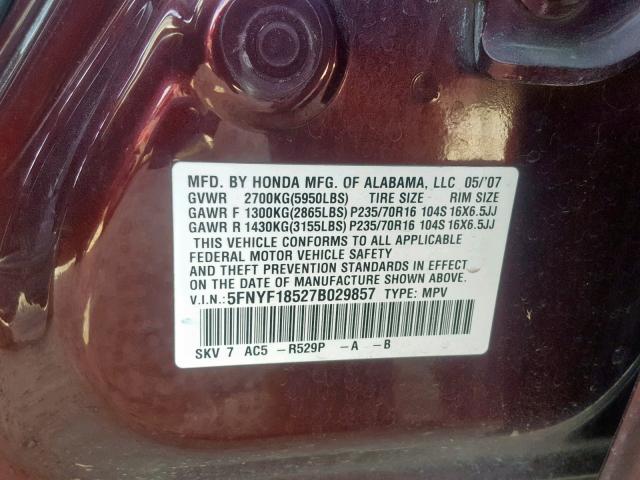 MFD. BY HONDA MFG. OF ALABAMA, LLC 05/'07
GVWR 2700KG(5950LBS) TIRE SIZE RIM SIZE
GAWR F 1300KG(2865LBS) P235/70R16 104S 16X6.5JJ
GAWR R 1430KG(3155LBS) P235/70R16 104S 16X6.5JJ
THIS VEHICLE CONFORMS TO ALL APPLICABLE
FEDERAL MOTOR VEHICLE SAFETY
AND THEFT PREVENTION STANDARDS IN EFFECT
ON THE DATE OF MANUFACTURE SHOWN ABOVE.
V.I.N.: 5FNYF18527B029857 TYPE: MPV
SKV 7 AC5 -R529P -A -B